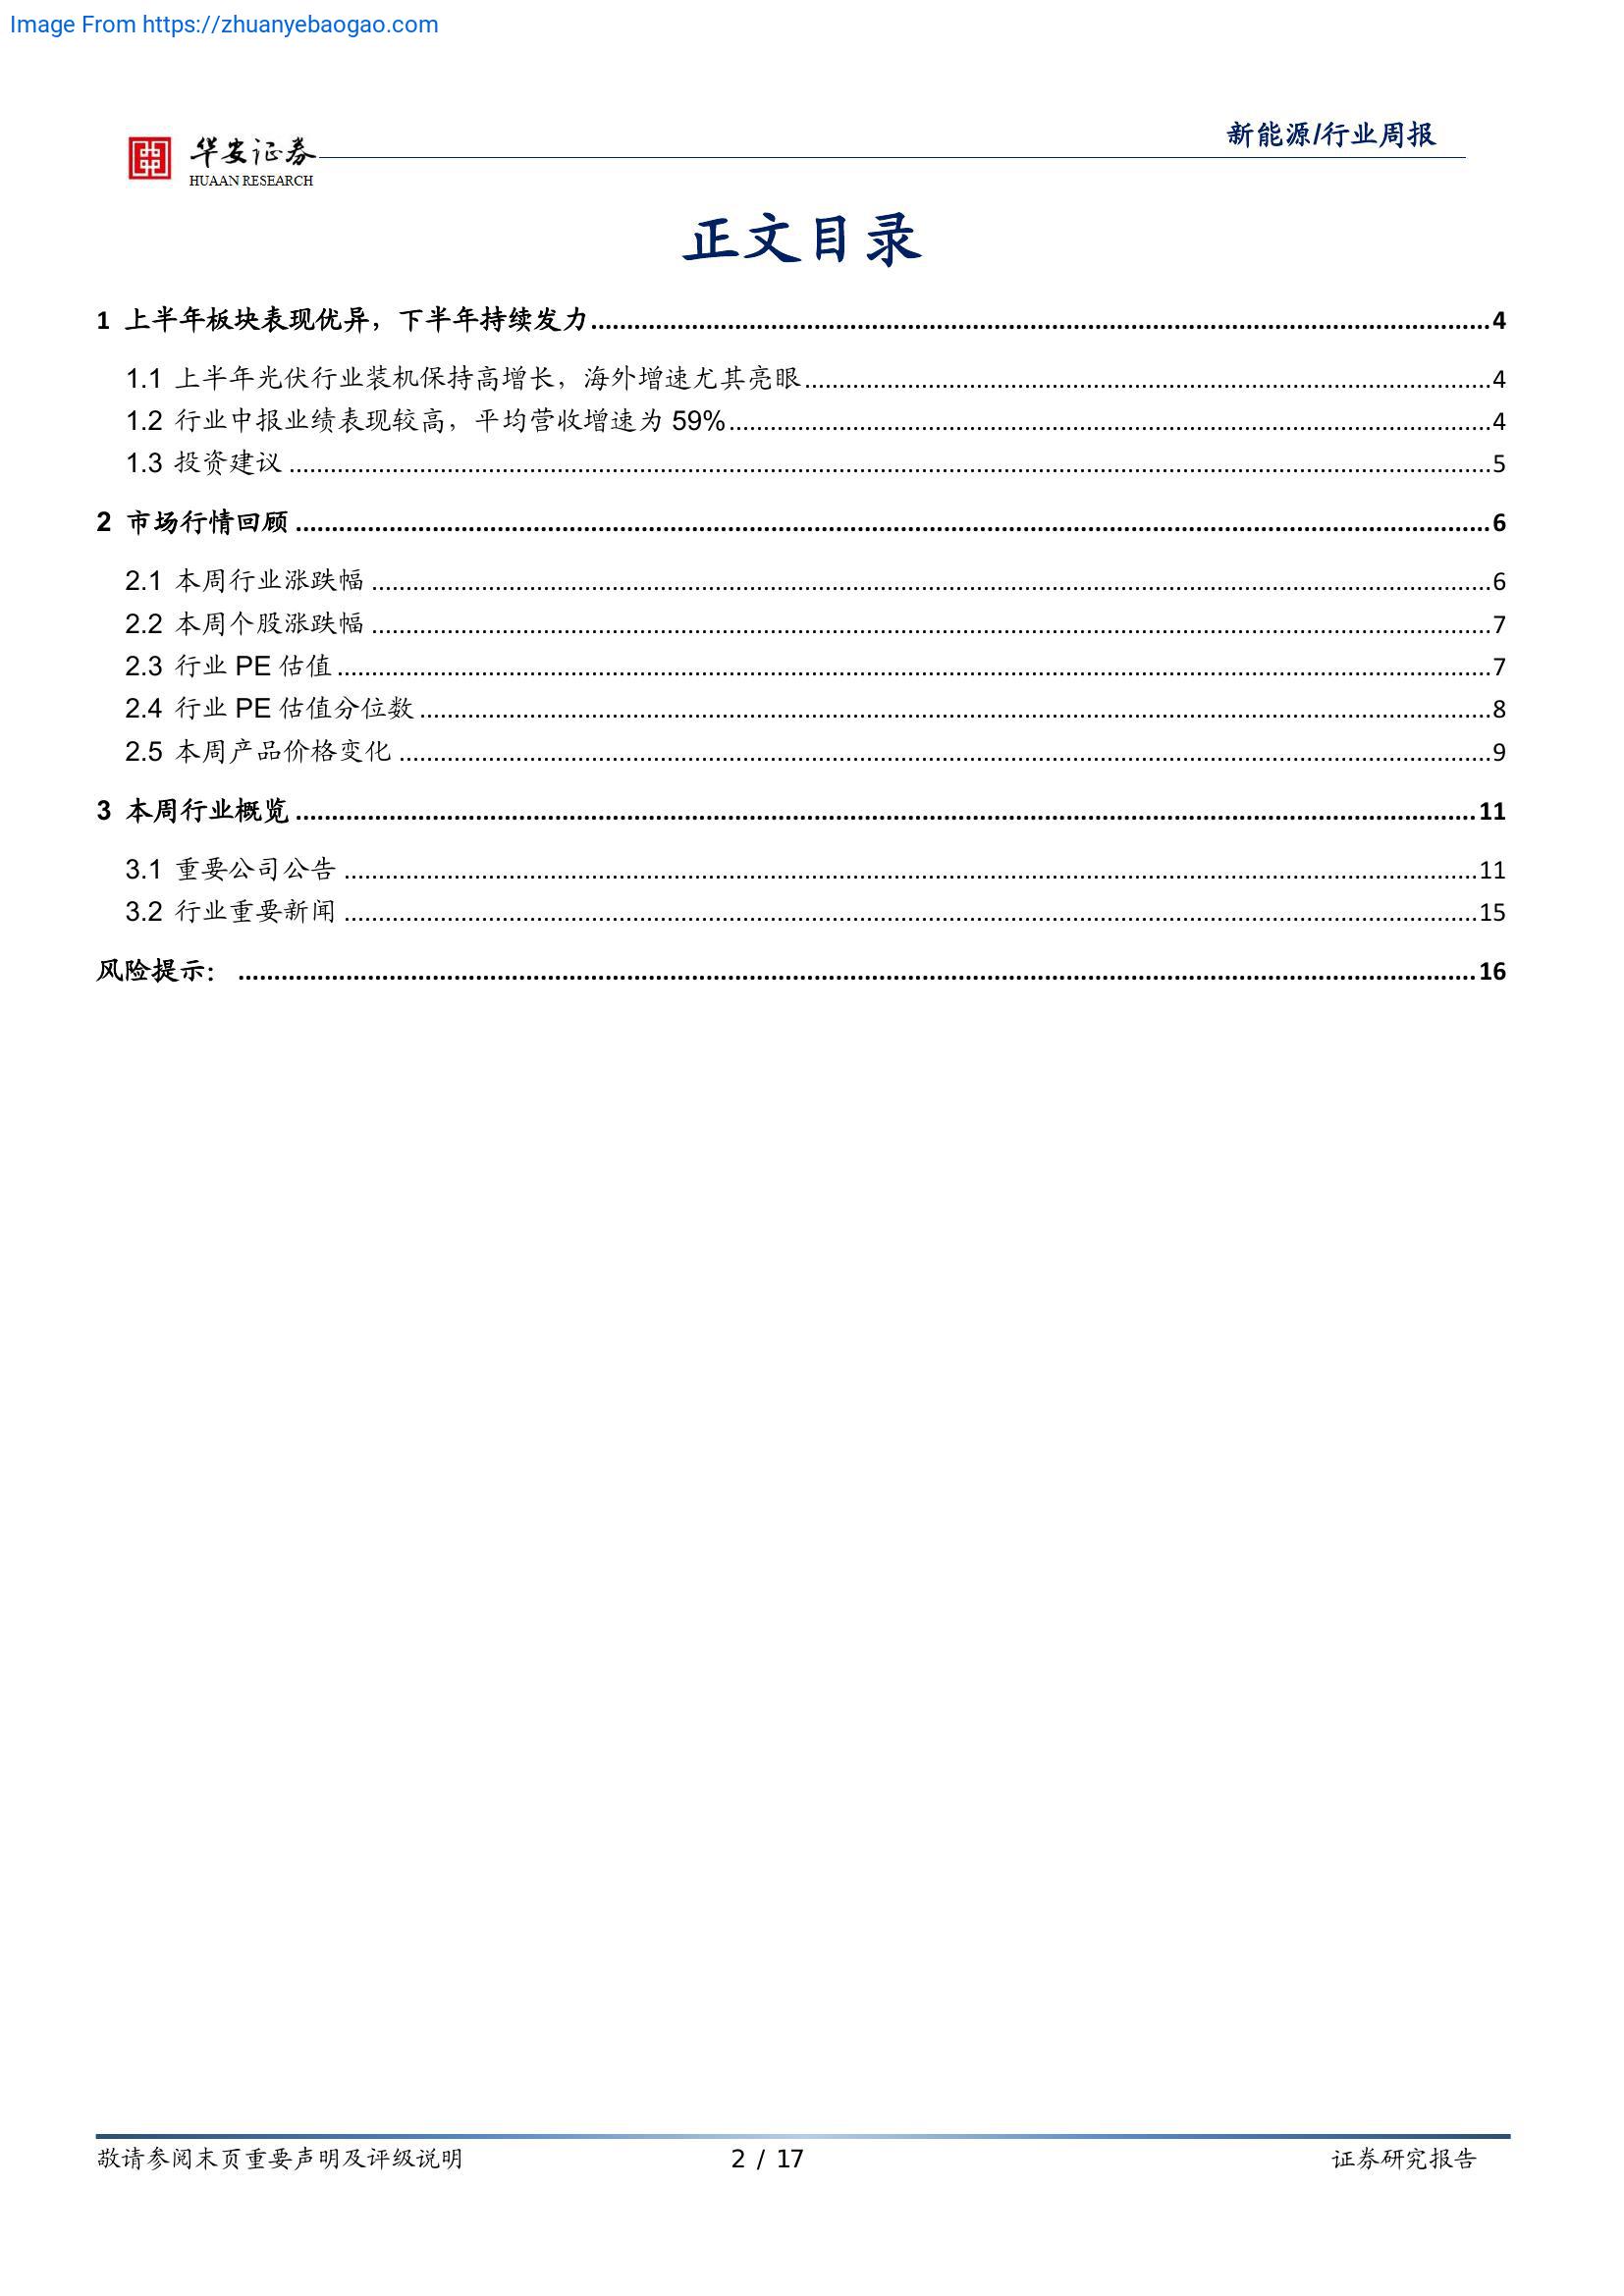 Image From https://zhuanyebaogao.com
新能源/行业周报
华安证券
HUAAN RESEARCH
正文目录
1 上半年板块表现优异，下半年持续发力 4
1.1 上半年光伏行业装机保持高增长，海外增速尤其亮眼 4
1.2 行业中报业绩表现较高，平均营收增速为 59% 4
1.3 投资建议 5
2 市场行情回顾 6
2.1 本周行业涨跌幅 6
2.2 本周个股涨跌幅 7
2.3 行业 PE 估值 7
2.4 行业 PE 估值分位数 8
2.5 本周产品价格变化 9
3 本周行业概览 11
3.1 重要公司公告 11
3.2 行业重要新闻 15
风险提示： 16
敬请参阅末页重要声明及评级说明 2 / 17 证券研究报告